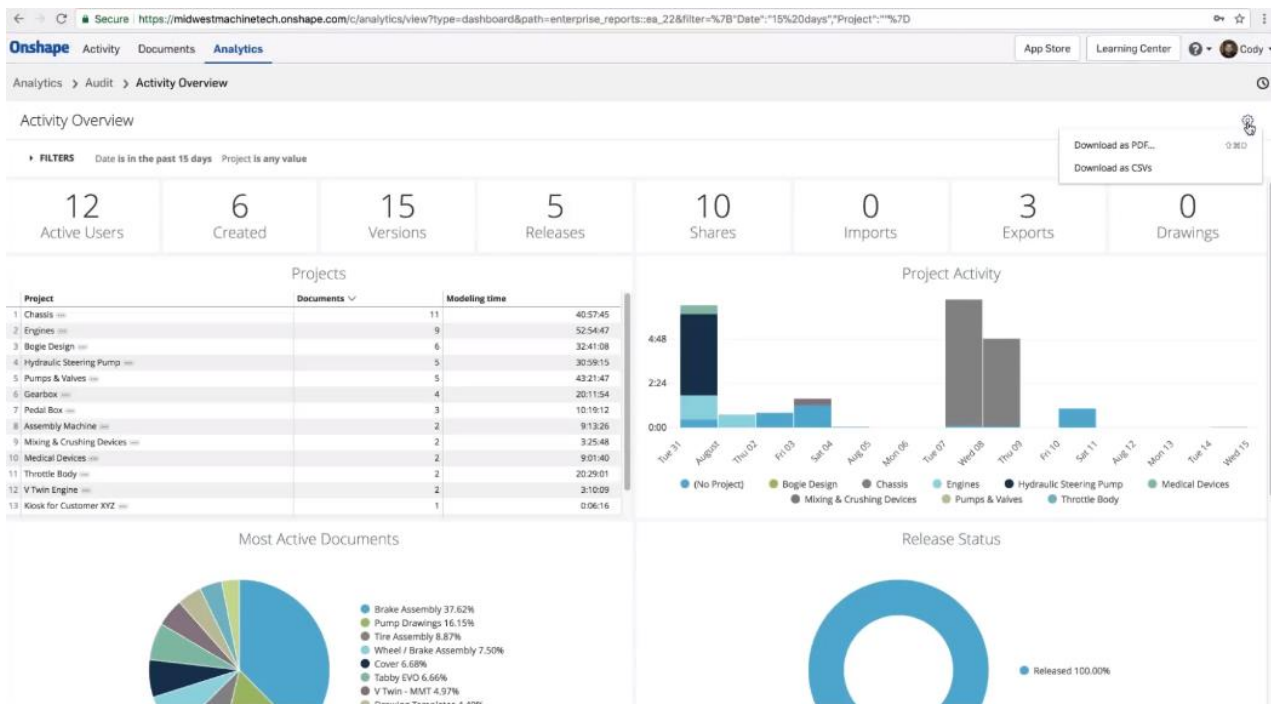 Secure https://midwestmachinetech.onshape.com/c/analytics/view?type=dashboard&path=enterprise_reports::ea_22&filter=%7B"Date":"15%20days","Project":""%7D
Onshape Activity Documents Analytics App Store Learning Center Cody
Analytics > Audit > Activity Overview
Activity Overview
Download as PDF... ⇧⌘D
FILTERS Date is in the past 15 days Project is any value
Download as CSVs
12 6 15 5 10 0 3 0
Active Users Created Versions Releases Shares Imports Exports Drawings
Projects
Project Documents Modeling time
1 Chassis 11 40:57:45
2 Engines 9 52:54:47
3 Bogie Design 6 32:41:08
4 Hydraulic Steering Pump 5 30:59:15
5 Pumps & Valves 5 43:21:47
6 Gearbox 4 20:11:54
7 Pedal Box 3 10:19:12
8 Assembly Machine 2 9:13:26
9 Mixing & Crushing Devices 2 3:25:48
10 Medical Devices 2 9:01:40
11 Throttle Body 2 20:29:01
12 V Twin Engine 2 3:10:09
13 Kiosk for Customer XYZ 1 0:06:16
Project Activity
4:48
2:24
0:00
Tue 31 August Thu 02 Fri 03 Sat 04 Aug 05 Mon 06 Tue 07 Wed 08 Thu 09 Fri 10 Sat 11 Aug 12 Mon 13 Tue 14 Wed 15
(No Project) Bogie Design Chassis Engines Hydraulic Steering Pump Medical Devices
Mixing & Crushing Devices Pumps & Valves Throttle Body
Most Active Documents
Brake Assembly 37.62%
Pump Drawings 16.15%
Tire Assembly 8.87%
Wheel / Brake Assembly 7.50%
Cover 6.68%
Tabby EVO 6.66%
V Twin - MMT 4.97%
Release Status
Released 100.00%